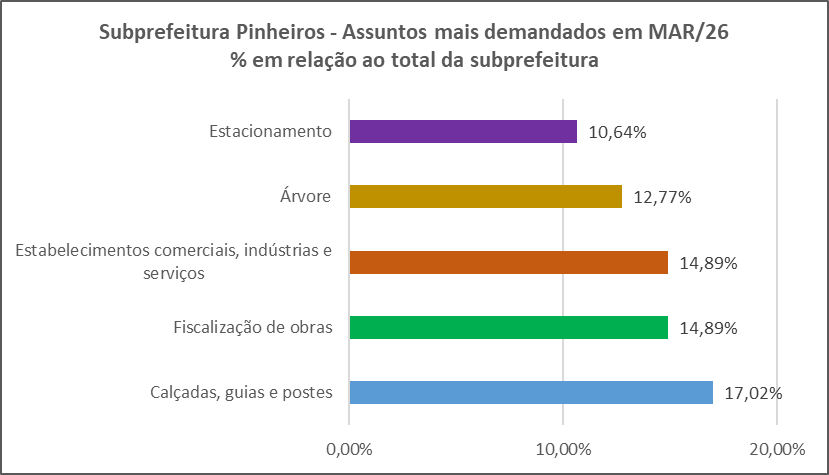 Subprefeitura Pinheiros - Assuntos mais demandados em MAR/26
% em relação ao total da subprefeitura
Estacionamento
10,64%
Árvore
12,77%
Estabelecimentos comerciais, indústrias e
serviços
14,89%
Fiscalização de obras
14,89%
Calçadas, guias e postes
17,02%
0,00%
10,00%
20,00%